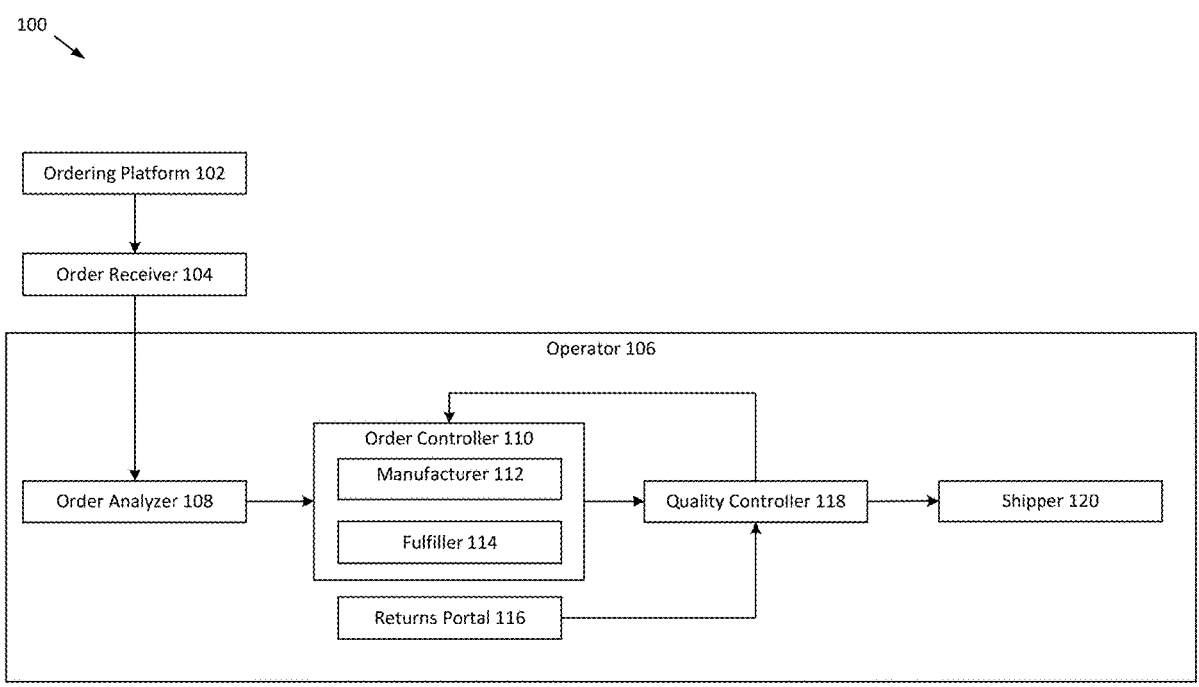 100
Ordering Platform 102
Order Receiver 104
Operator 106
Order Controller 110
Manufacturer 112
Order Analyzer 108
Quality Controller 118
Shipper 120
Fulfiller 114
Returns Portal 116